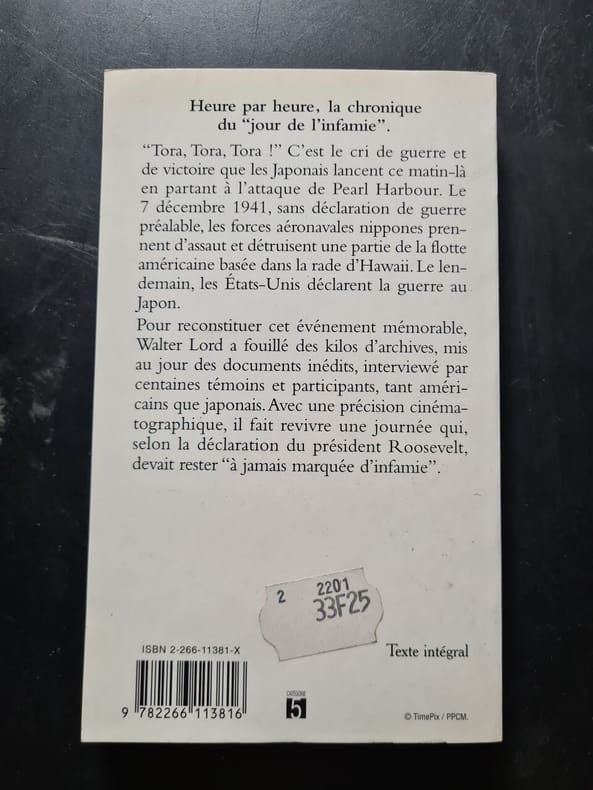 Heure par heure, la chronique
du “jour de l’infamie”.
“Tora, Tora, Tora !” C’est le cri de guerre et
de victoire que les Japonais lancent ce matin-là
en partant à l’attaque de Pearl Harbour. Le
7 décembre 1941, sans déclaration de guerre
préalable, les forces aéronavales nippones pren-
nent d’assaut et détruisent une partie de la flotte
américaine basée dans la rade d’Hawaii. Le len-
demain, les États-Unis déclarent la guerre au
Japon.
Pour reconstituer cet événement mémorable,
Walter Lord a fouillé des kilos d’archives, mis
au jour des documents inédits, interviewé par
centaines témoins et participants, tant améri-
cains que japonais. Avec une précision cinéma-
tographique, il fait revivre une journée qui,
selon la déclaration du président Roosevelt,
devait rester “à jamais marquée d’infamie”.
2 2201
33F25
ISBN 2-266-11381-X
Texte intégral
9 782266 113816
CATÉGORIE
5
© TimePix / PPCM.